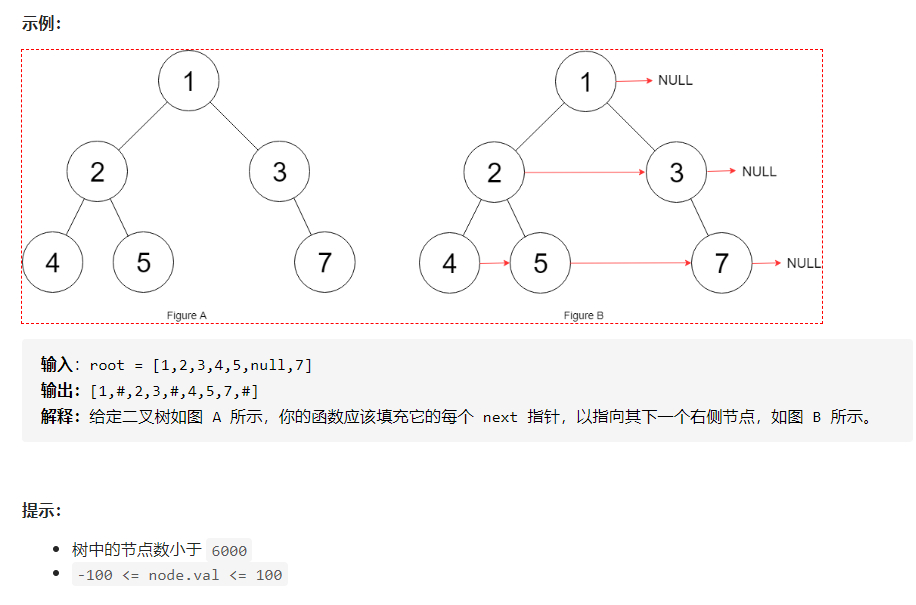 示例：
1
1
NULL
2
3
2
3
NULL
4
5
7
4
5
7
NULL
Figure A
Figure B
输入：root = [1,2,3,4,5,null,7]
输出：[1,#,2,3,#,4,5,7,#]
解释：给定二叉树如图 A 所示，你的函数应该填充它的每个 next 指针，以指向其下一个右侧节点，如图 B 所示。
提示：
树中的节点数小于 6000
-100 <= node.val <= 100